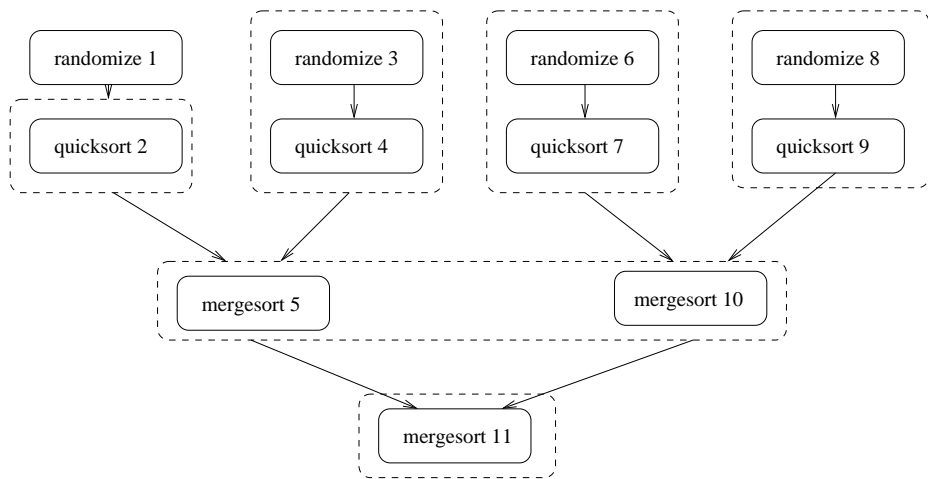 randomize 1
randomize 3
randomize 6
randomize 8
quicksort 2
quicksort 4
quicksort 7
quicksort 9
mergesort 5
mergesort 10
mergesort 11